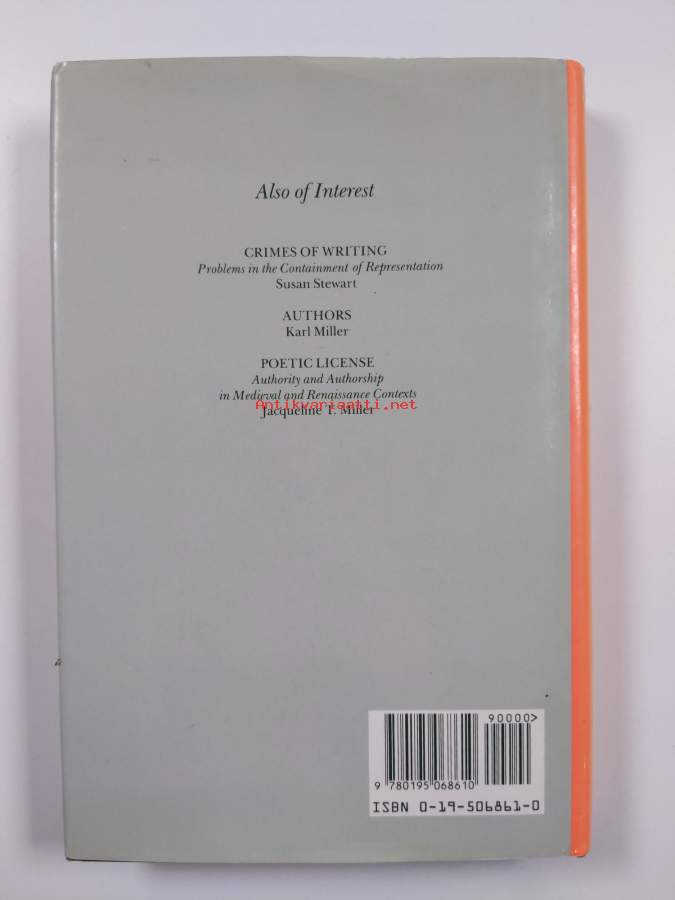 Also of Interest
CRIMES OF WRITING
Problems in the Containment of Representation
Susan Stewart
AUTHORS
Karl Miller
POETIC LICENSE
Authority and Authorship
in Medieval and Renaissance Contexts
Antikvariaatti.net
Jacqueline T. Miller
90000>
9 780195 068610
ISBN 0-19-506861-0